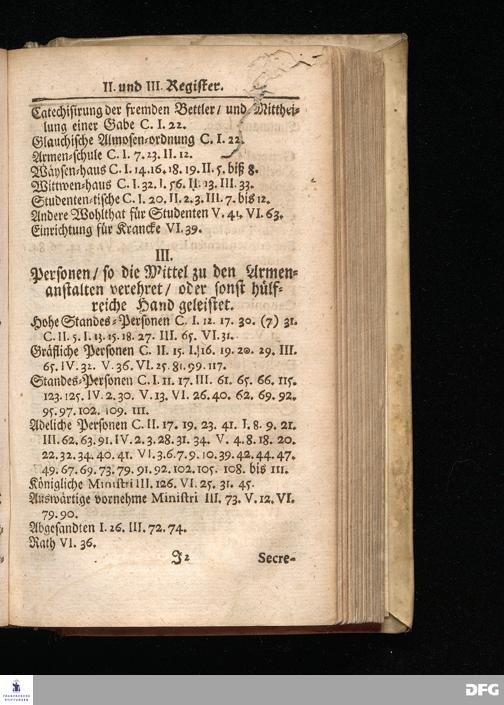 II. und III. Register.
Catechisirung der fremden Bettler/ und Mitthei-
lung einer Gabe C. I. 22.
Glauchische Almosen-ordnung C. I. 22.
Armen-schule C. I. 7. 23. II. 12.
Wäysen-haus C. I. 14. 16. 18. 19. II. 5. biß 8.
Wittwen-haus C. I. 32. I. 56. II. 13. III. 33.
Studenten-tische C. I. 20. II. 2. 3. III. 7. bis 12.
Andere Wohlthat für Studenten V. 41. VI. 63.
Einrichtung für Krancke VI. 39.
III.
Personen/ so die Mittel zu den Armen-
anstalten verehret/ oder sonst hülf-
reiche Hand geleistet.
Hohe Standes-Personen C. I. 12. 17. 30. (7) 31.
C. II. 5. I. 13. 15. 18. 27. III. 65. VI. 31.
Gräfliche Personen C. II. 15. I. 16. 19. 20. 29. III.
65. IV. 32. V. 36. VI. 25. 81. 99. 117.
Standes-Personen C. I. 11. 17. III. 61. 65. 66. 115.
123. 125. IV. 2. 30. V. 13. VI. 26. 40. 62. 69. 92.
95. 97. 102. 109. 111.
Adeliche Personen C. II. 17. 19. 23. 41. I. 8. 9. 21.
III. 62. 63. 91. IV. 2. 3. 28. 31. 34. V. 4. 8. 18. 20.
22. 32. 34. 40. 41. VI. 3. 6. 7. 9. 10. 39. 42. 44. 47.
49. 67. 69. 73. 79. 91. 92. 102. 105. 108. bis 111.
Königliche Ministri III. 126. VI. 25. 31. 45.
Auswärtige vornehme Ministri III. 73. V. 12. VI.
79. 90.
Abgesandten I. 26. III. 72. 74.
Rath VI. 36.
J2 Secre-
FRANCKESCHE
STIFTUNGEN
DFG